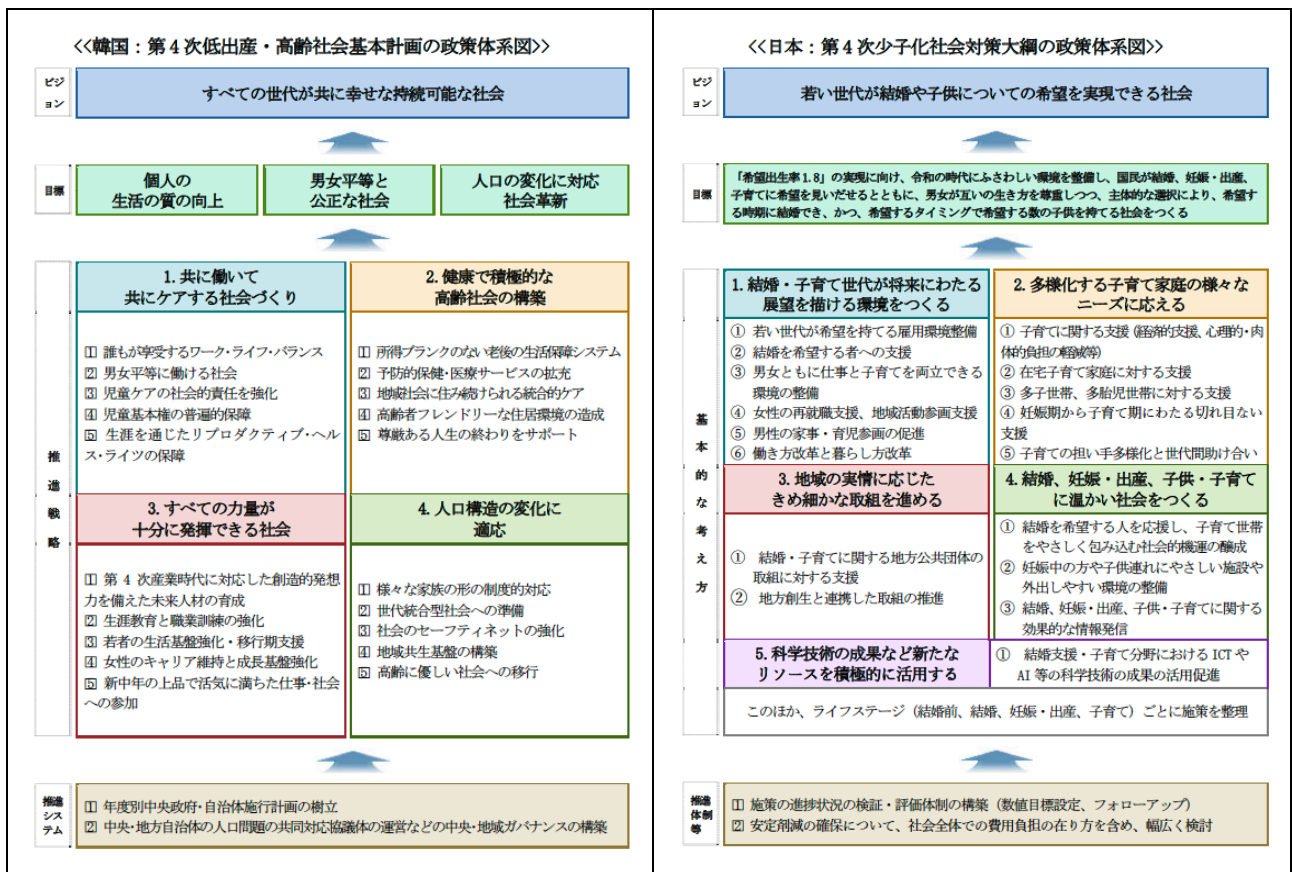 <<韓国：第４次低出産・高齢社会基本計画の政策体系図>>
ビジ
ョン
すべての世代が共に幸せな持続可能な社会
目標
個人の
生活の質の向上
男女平等と
公正な社会
人口の変化に対応
社会革新
推進戦略
1. 共に働いて
共にケアする社会づくり
1 誰もが享受するワーク・ライフ・バランス
2 男女平等に働ける社会
3 児童ケアの社会的責任を強化
4 児童基本権の普遍的保障
5 生涯を通じたリプロダクティブ・ヘル
ス・ライツの保障
2. 健康で積極的な
高齢社会の構築
1 所得ブランクのない老後の生活保障システム
2 予防的保健・医療サービスの拡充
3 地域社会に住み続けられる統合的ケア
4 高齢者フレンドリーな住居環境の造成
5 尊厳ある人生の終わりをサポート
3. すべての力量が
十分に発揮できる社会
1 第 4 次産業時代に対応した創造的発想
力を備えた未来人材の育成
2 生涯教育と職業訓練の強化
3 若者の生活基盤強化・移行期支援
4 女性のキャリア維持と成長基盤強化
5 新中年の上品で活気に満ちた仕事・社会
への参加
4. 人口構造の変化に
適応
1 様々な家族の形の制度的対応
2 世代統合型社会への準備
3 社会のセーフティネットの強化
4 地域共生基盤の構築
5 高齢に優しい社会への移行
推進
シス
テム
1 年度別中央政府・自治体施行計画の樹立
2 中央・地方自治体の人口問題の共同対応協議体の運営などの中央・地域ガバナンスの構築
<<日本：第４次少子化社会対策大綱の政策体系図>>
ビジ
ョン
若い世代が結婚や子供についての希望を実現できる社会
目標
「希望出生率 1.8」の実現に向け、令和の時代にふさわしい環境を整備し、国民が結婚、妊娠・出産、
子育てに希望を見いだせるとともに、男女が互いの生き方を尊重しつつ、主体的な選択により、希望す
る時期に結婚でき、かつ、希望するタイミングで希望する数の子供を持てる社会をつくる
基本的な考え方
1. 結婚・子育て世代が将来にわたる
展望を描ける環境をつくる
① 若い世代が希望を持てる雇用環境整備
② 結婚を希望する者への支援
③ 男女ともに仕事と子育てを両立できる
環境の整備
④ 女性の再就職支援、地域活動参画支援
⑤ 男性の家事・育児参画の促進
⑥ 働き方改革と暮らし方改革
2. 多様化する子育て家庭の様々な
ニーズに応える
① 子育てに関する支援（経済的支援、心理的・肉
体的負担の軽減等）
② 在宅子育て家庭に対する支援
③ 多子世帯、多胎児世帯に対する支援
④ 妊娠期から子育て期にわたる切れ目ない
支援
⑤ 子育ての担い手多様化と世代間助け合い
3. 地域の実情に応じた
きめ細かな取組を進める
① 結婚・子育てに関する地方公共団体の
取組に対する支援
② 地方創生と連携した取組の推進
4. 結婚、妊娠・出産、子供・子育て
に温かい社会をつくる
① 結婚を希望する人を応援し、子育て世帯
をやさしく包み込む社会的機運の醸成
② 妊娠中の方や子供連れにやさしい施設や
外出しやすい環境の整備
③ 結婚、妊娠・出産、子供・子育てに関する
効果的な情報発信
5. 科学技術の成果など新たな
リソースを積極的に活用する
① 結婚支援・子育て分野における ICT や
AI 等の科学技術の成果の活用促進
このほか、ライフステージ（結婚前、結婚、妊娠・出産、子育て）ごとに施策を整理
推進
体制
等
1 施策の進捗状況の検証・評価体制の構築（数値目標設定、フォローアップ）
2 安定剤減の確保について、社会全体での費用負担の在り方を含め、幅広く検討